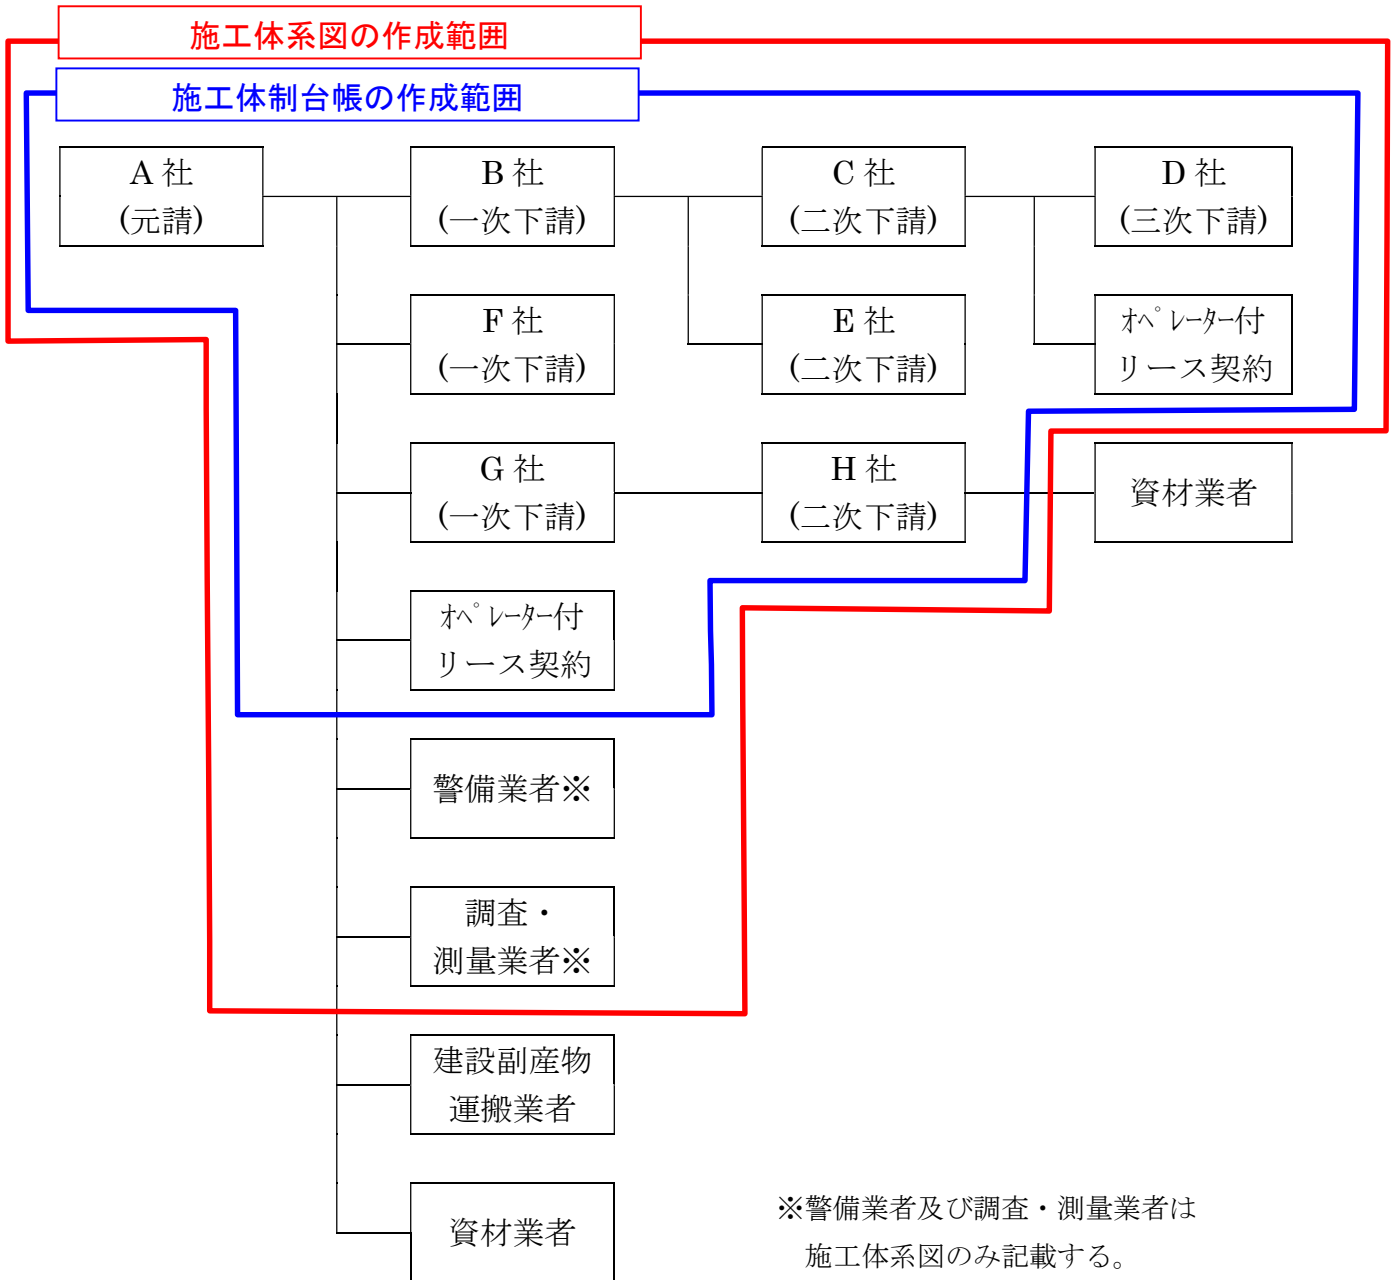 施工体系図の作成範囲
施工体制台帳の作成範囲
A 社
(元請)
B 社
(一次下請)
C 社
(二次下請)
D 社
(三次下請)
F 社
(一次下請)
E 社
(二次下請)
ｵﾍﾟﾚｰﾀｰ付
リース契約
G 社
(一次下請)
H 社
(二次下請)
資材業者
ｵﾍﾟﾚｰﾀｰ付
リース契約
警備業者※
調査・
測量業者※
建設副産物
運搬業者
資材業者
※警備業者及び調査・測量業者は
施工体系図のみ記載する。